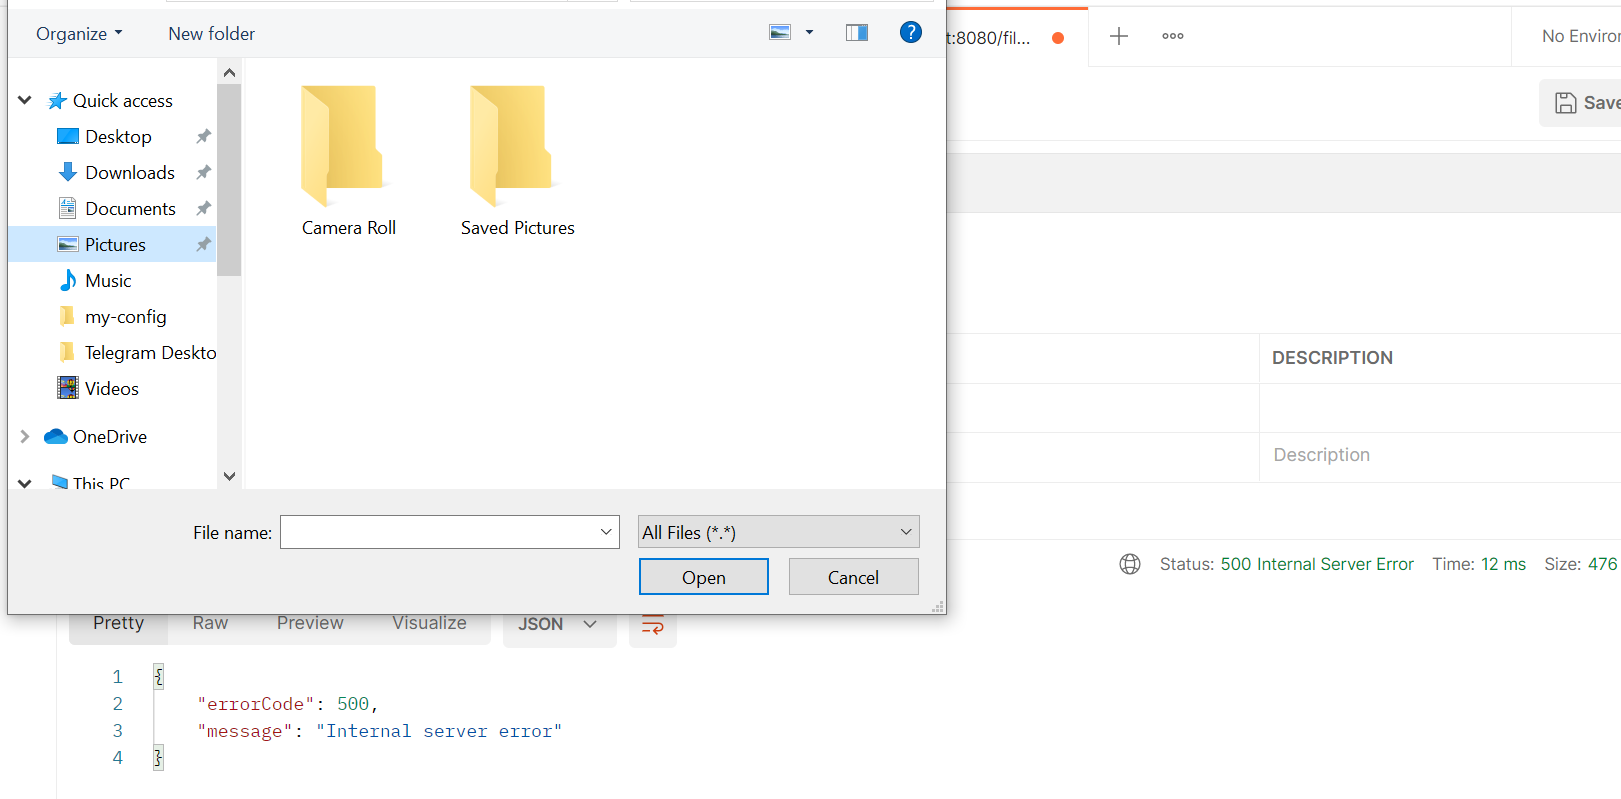 Organize
New folder
t:8080/fil...
No Enviro
Save
Quick access
Desktop
Downloads
Documents
Pictures
Music
my-config
Telegram Deskto
Videos
OneDrive
This PC
Camera Roll
Saved Pictures
DESCRIPTION
Description
File name:
All Files (*.*)
Open
Cancel
Status: 500 Internal Server Error Time: 12 ms Size: 476
Pretty Raw Preview Visualize JSON
1 {
2 "errorCode": 500,
3 "message": "Internal server error"
4 }